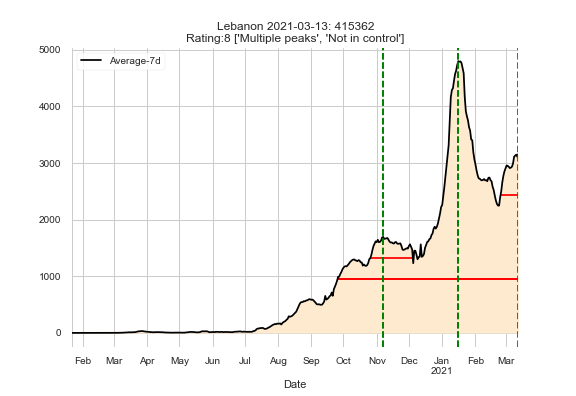 Lebanon 2021-03-13: 415362
Rating:8 ['Multiple peaks', 'Not in control']
Average-7d
5000
4000
3000
2000
1000
0
Feb Mar Apr May Jun Jul Aug Sep Oct Nov Dec Jan Feb Mar
2021
Date